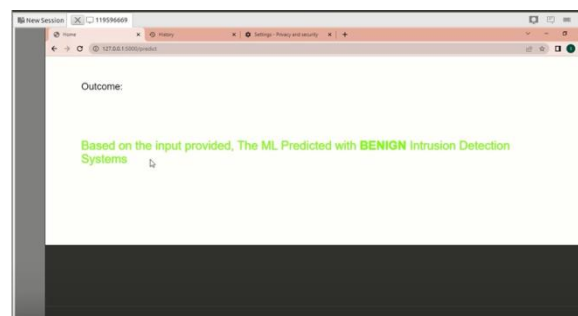 New Session
119596669
Home
History
Settings - Privacy and security
127.0.0.1:5000/predict
Outcome:
Based on the input provided, The ML Predicted with BENIGN Intrusion Detection
Systems